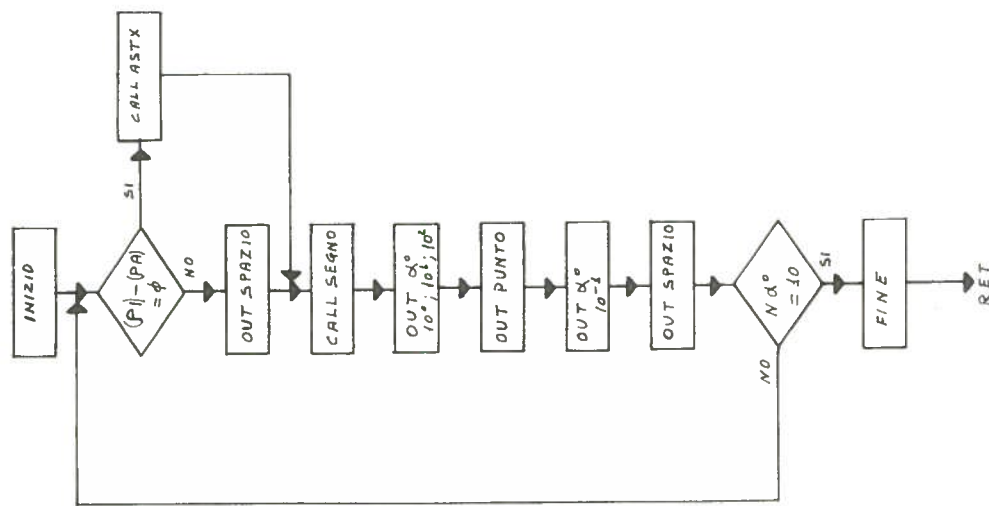 INIZIO
(PI)-(PA)
= ϕ
SI
CALL ASTX
NO
OUT SPAZIO
CALL SEGNO
OUT α°
10°; 10¹; 10²
OUT PUNTO
OUT α°
10⁻¹
OUT SPAZIO
N α°
= 10
NO
SI
FINE
RET